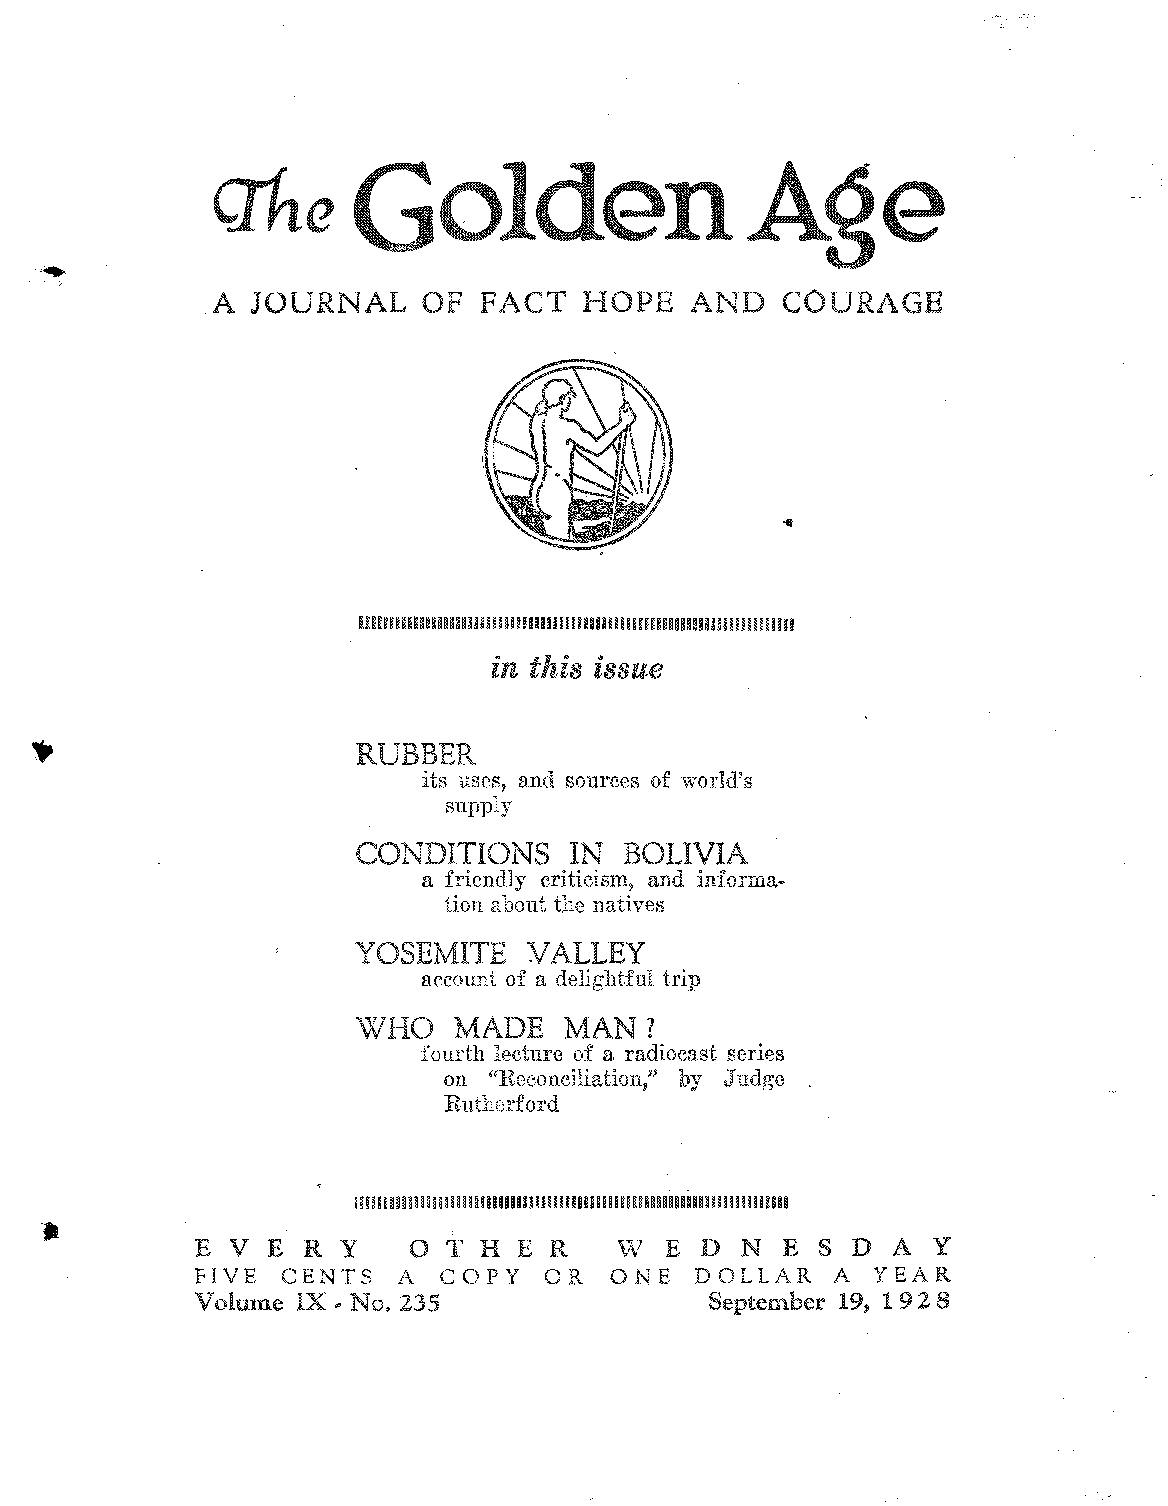 The Golden Age
A JOURNAL OF FACT HOPE AND COURAGE
in this issue
RUBBER
its uses, and sources of world's
supply
CONDITIONS IN BOLIVIA
a friendly criticism, and informa-
tion about the natives
YOSEMITE VALLEY
account of a delightful trip
WHO MADE MAN?
fourth lecture of a radiocast series
on "Reconciliation," by Judge
Rutherford
EVERY OTHER WEDNESDAY
FIVE CENTS A COPY OR ONE DOLLAR A YEAR
Volume IX - No. 235 September 19, 1928